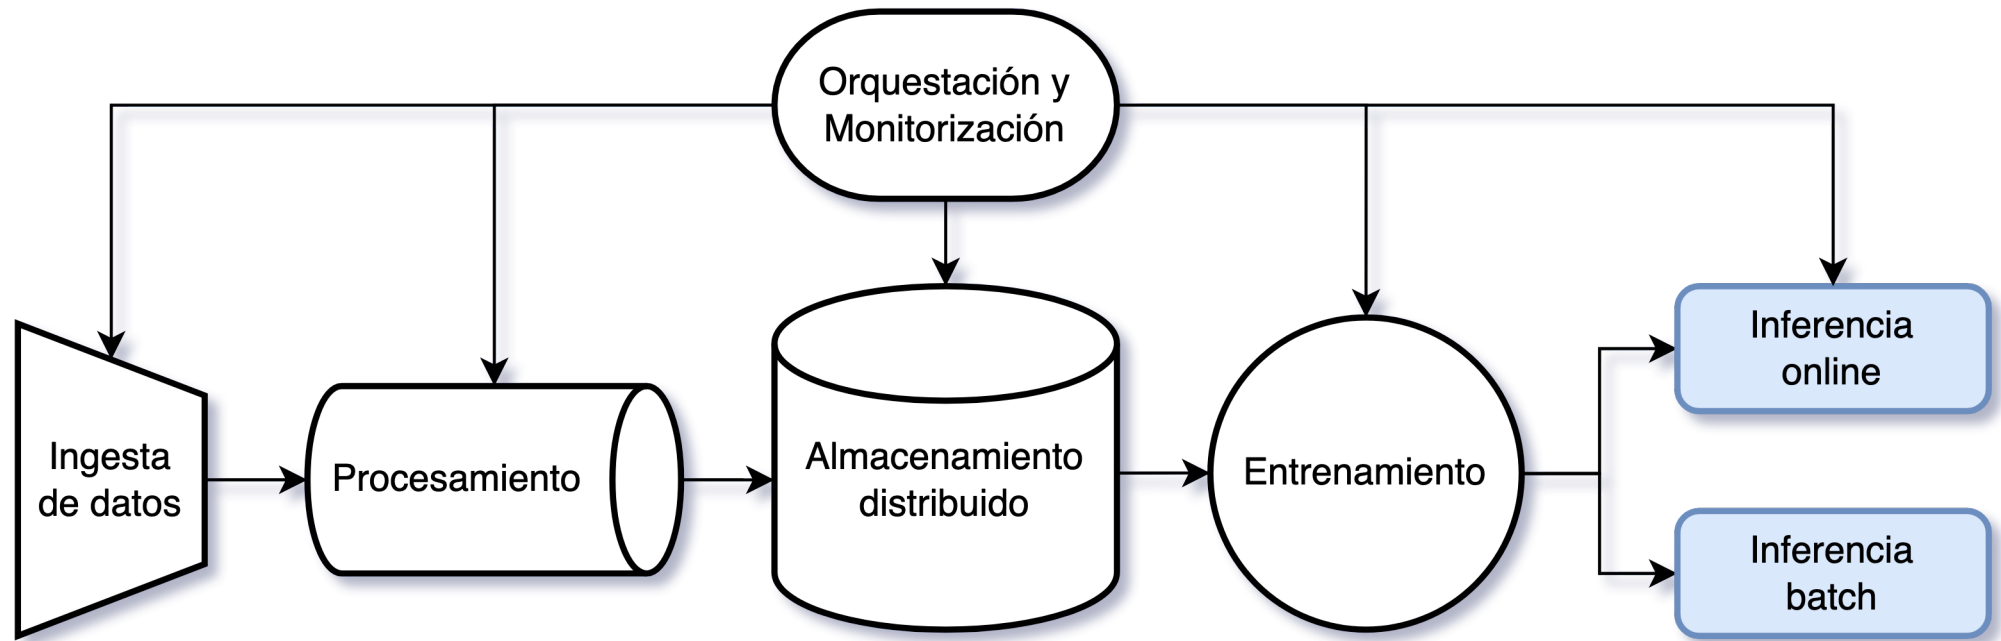 Orquestación y
Monitorización
Ingesta
de datos
Procesamiento
Almacenamiento
distribuido
Entrenamiento
Inferencia
online
Inferencia
batch